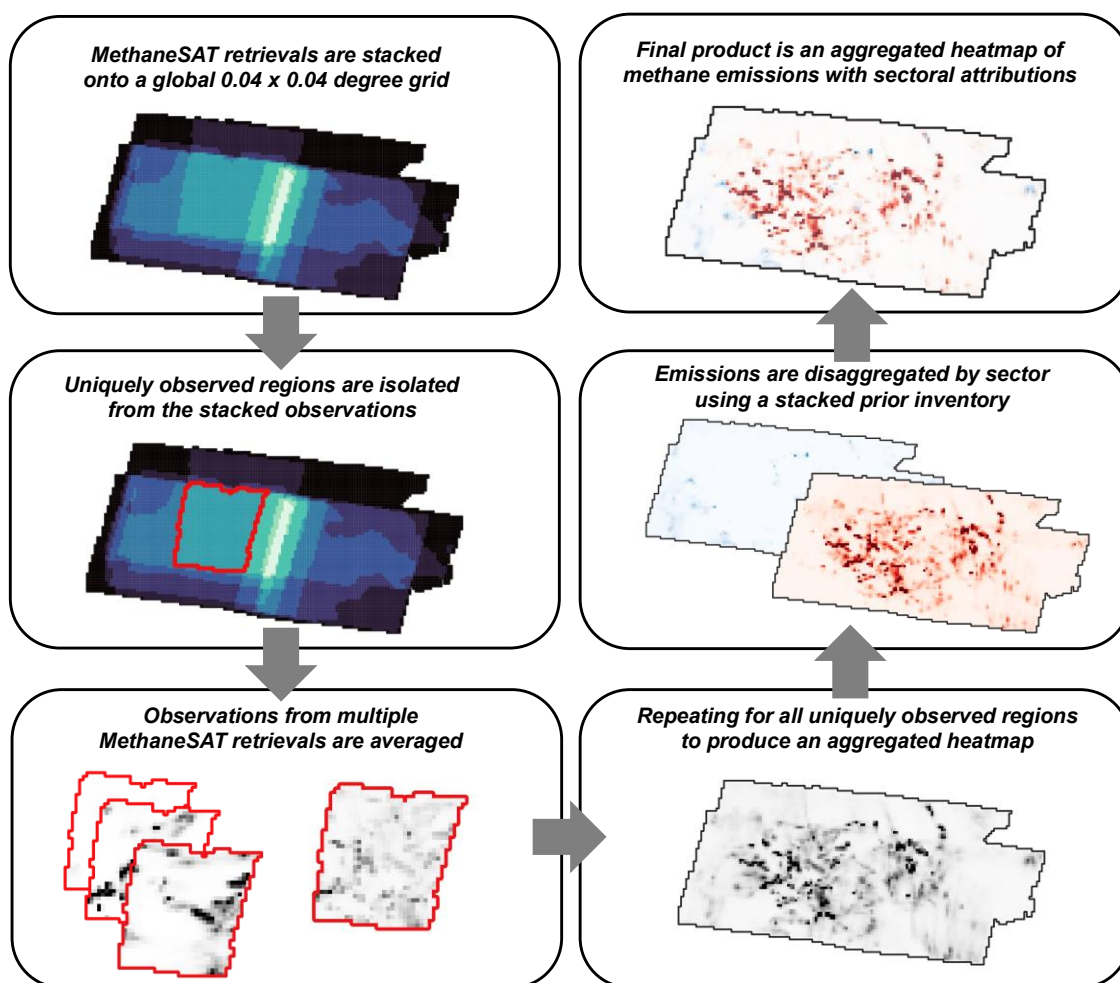 MethaneSAT retrievals are stacked
onto a global 0.04 x 0.04 degree grid
Uniquely observed regions are isolated
from the stacked observations
Observations from multiple
MethaneSAT retrievals are averaged
Repeating for all uniquely observed regions
to produce an aggregated heatmap
Emissions are disaggregated by sector
using a stacked prior inventory
Final product is an aggregated heatmap of
methane emissions with sectoral attributions